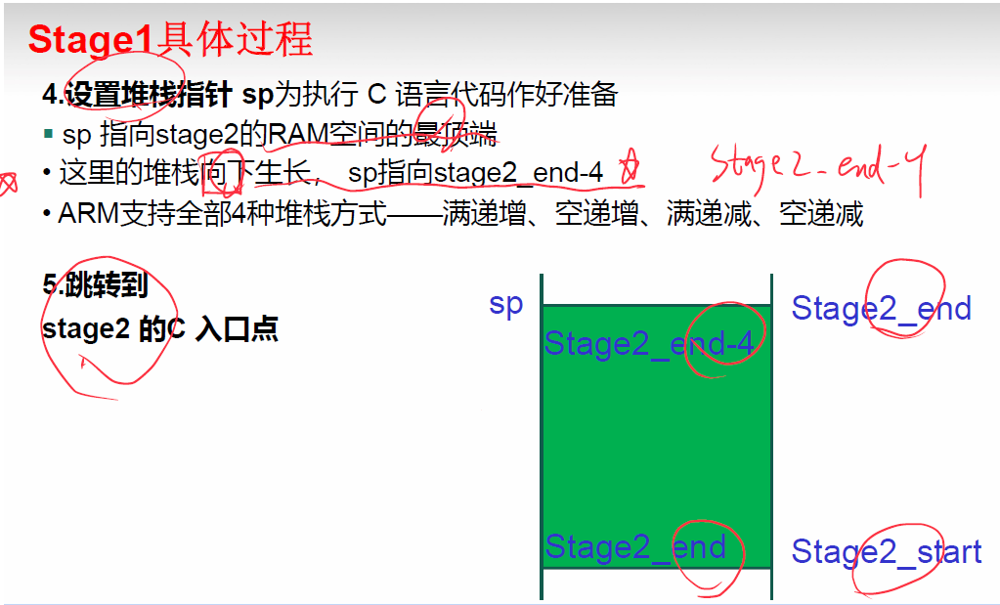 Stage1具体过程
4.设置堆栈指针 sp为执行 C 语言代码作好准备
▪ sp 指向stage2的RAM空间的最顶端
• 这里的堆栈向下生长， sp指向stage2_end-4
Stage2_end-4
• ARM支持全部4种堆栈方式——满递增、空递增、满递减、空递减
5.跳转到
stage2 的C 入口点
sp
Stage2_end
Stage2_end-4
Stage2_end
Stage2_start